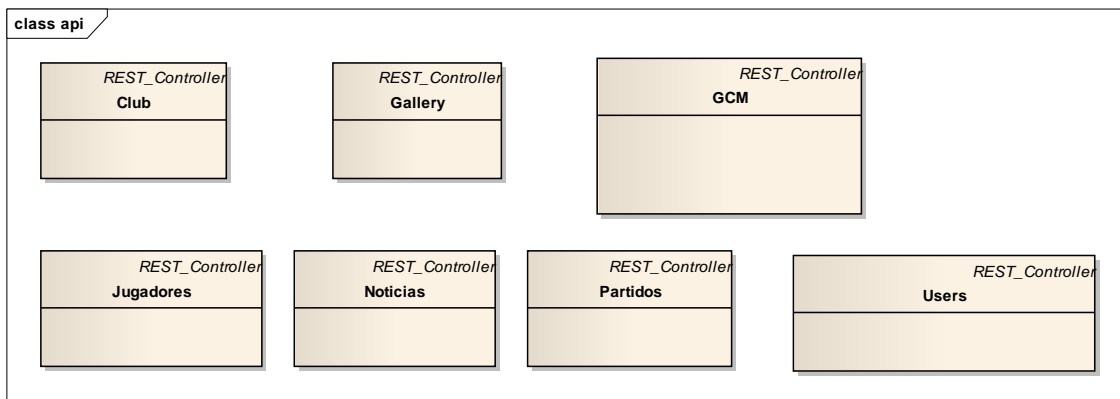 class api
REST_Controller
Club
REST_Controller
Gallery
REST_Controller
GCM
REST_Controller
Jugadores
REST_Controller
Noticias
REST_Controller
Partidos
REST_Controller
Users